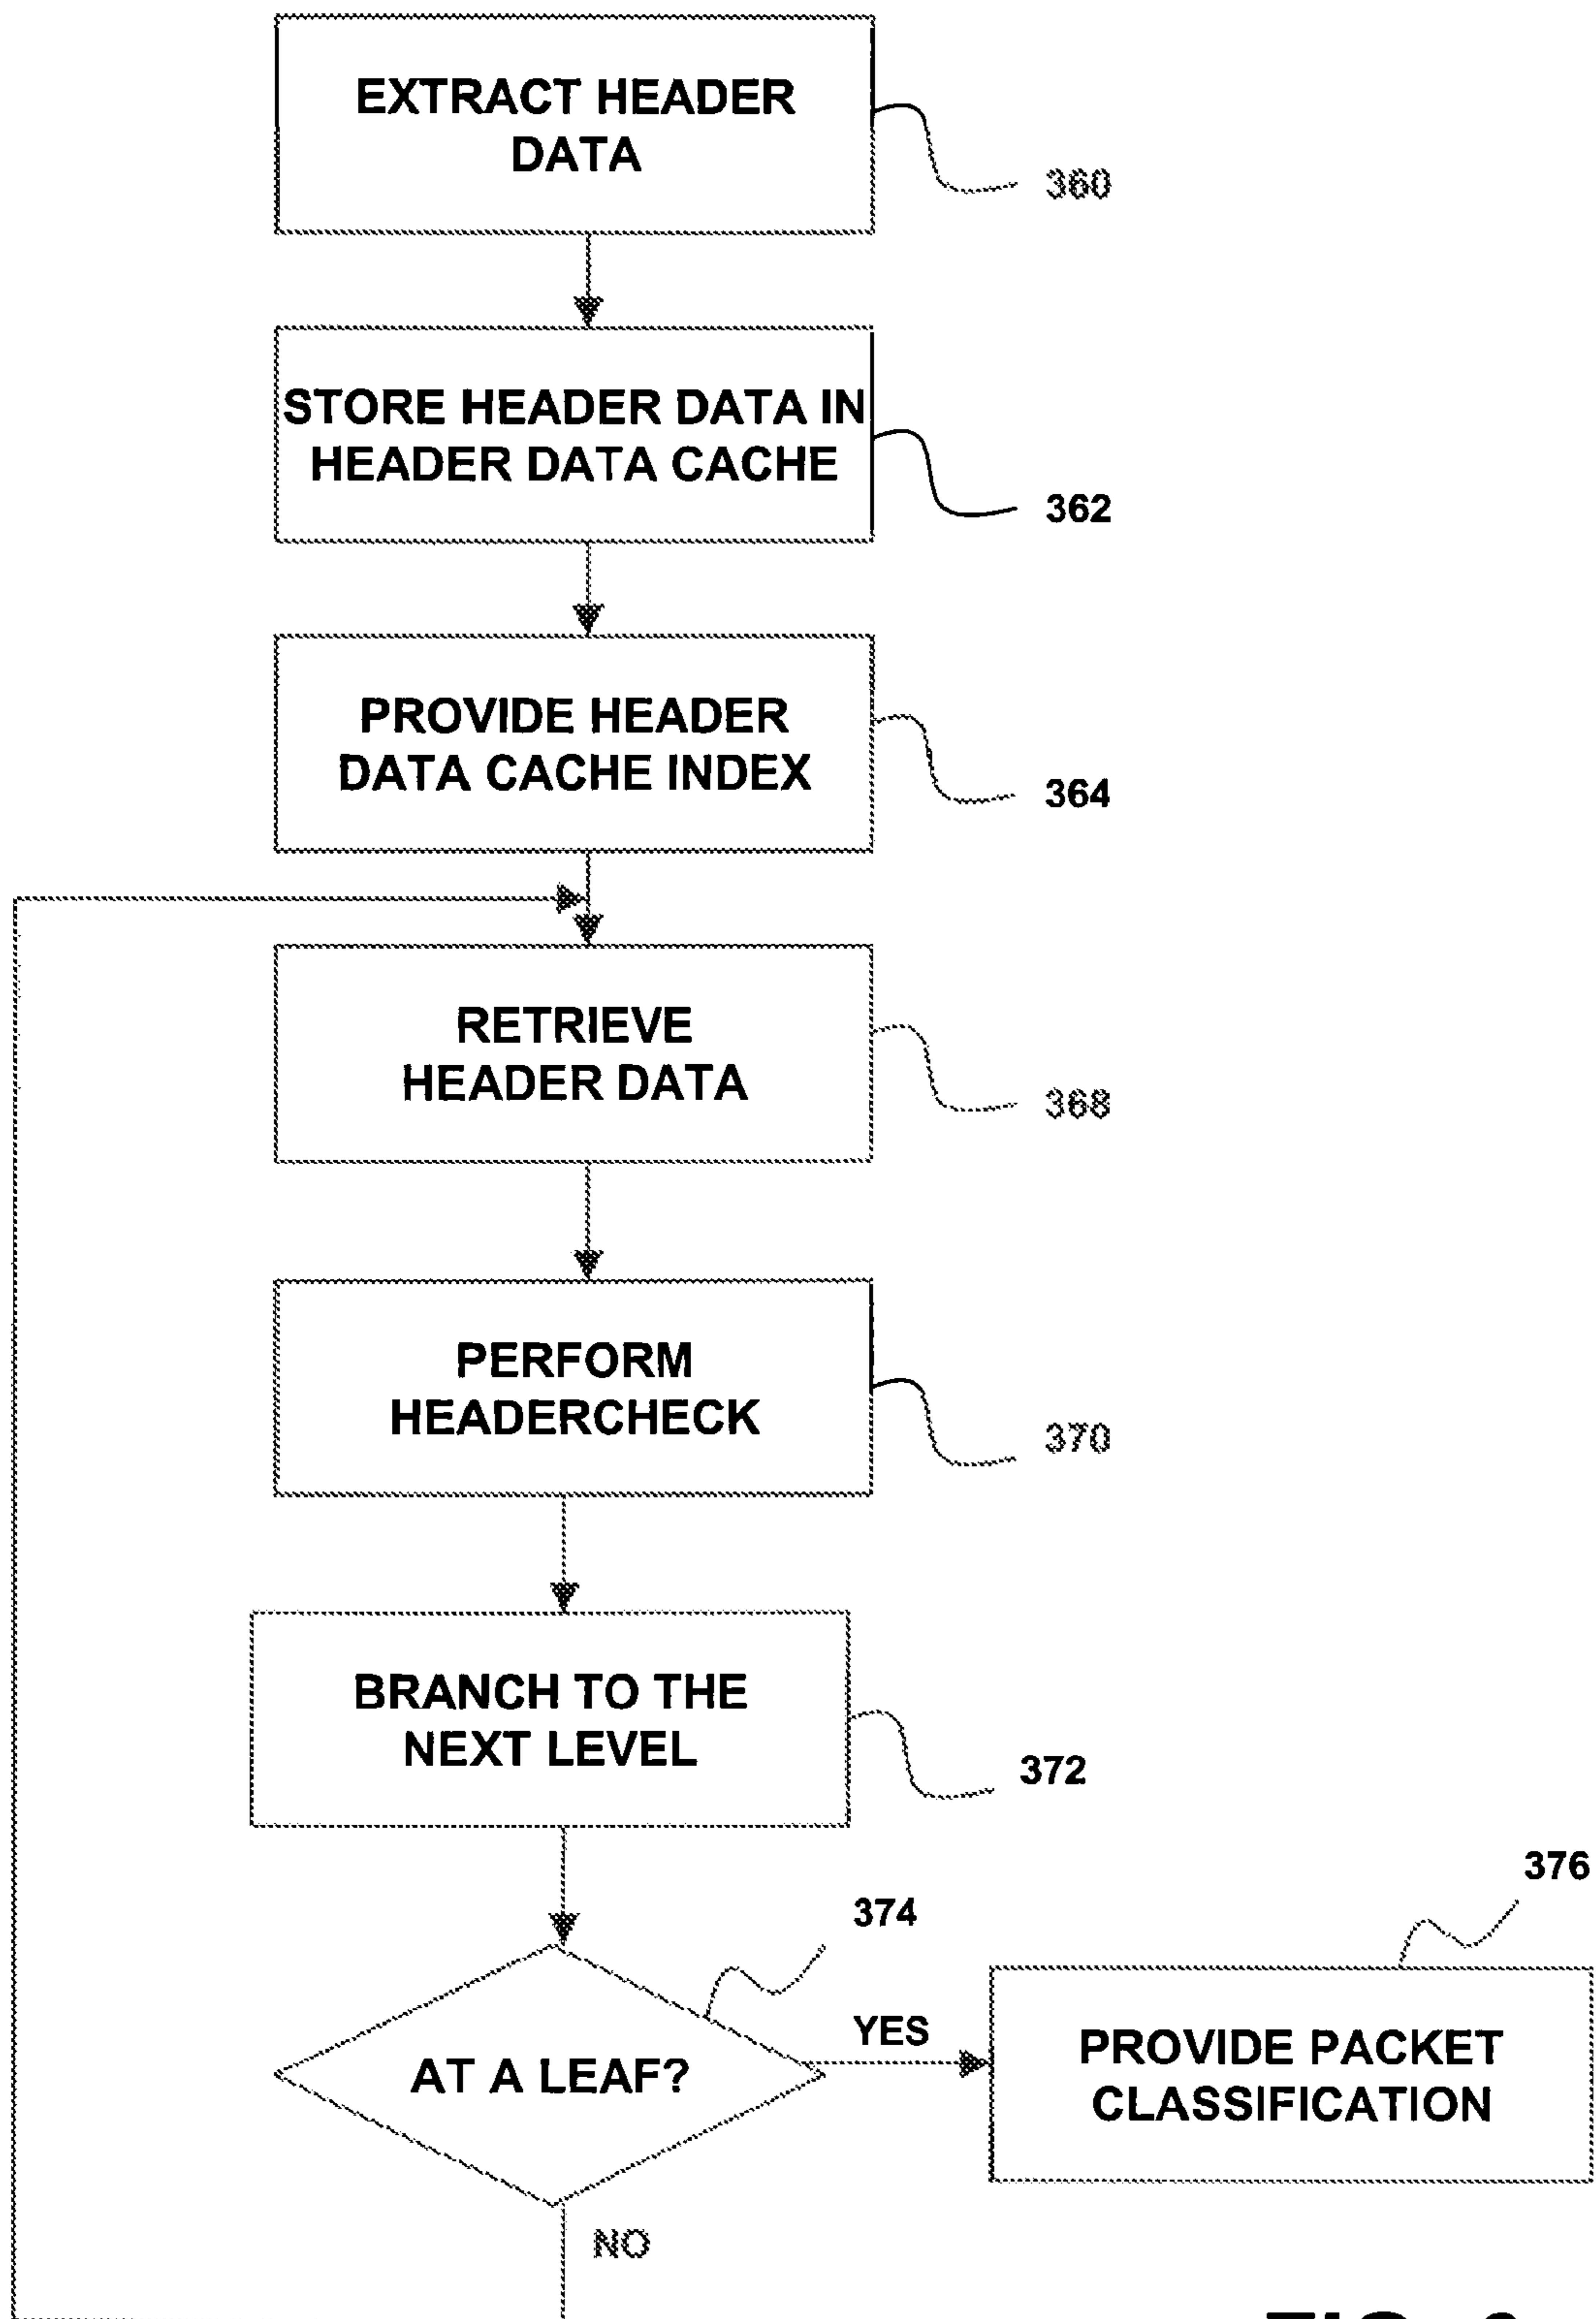 EXTRACT HEADER
DATA
360
STORE HEADER DATA IN
HEADER DATA CACHE
362
PROVIDE HEADER
DATA CACHE INDEX
364
RETRIEVE
HEADER DATA
368
PERFORM
HEADERCHECK
370
BRANCH TO THE
NEXT LEVEL
372
376
374
YES
AT A LEAF?
PROVIDE PACKET
CLASSIFICATION
NO